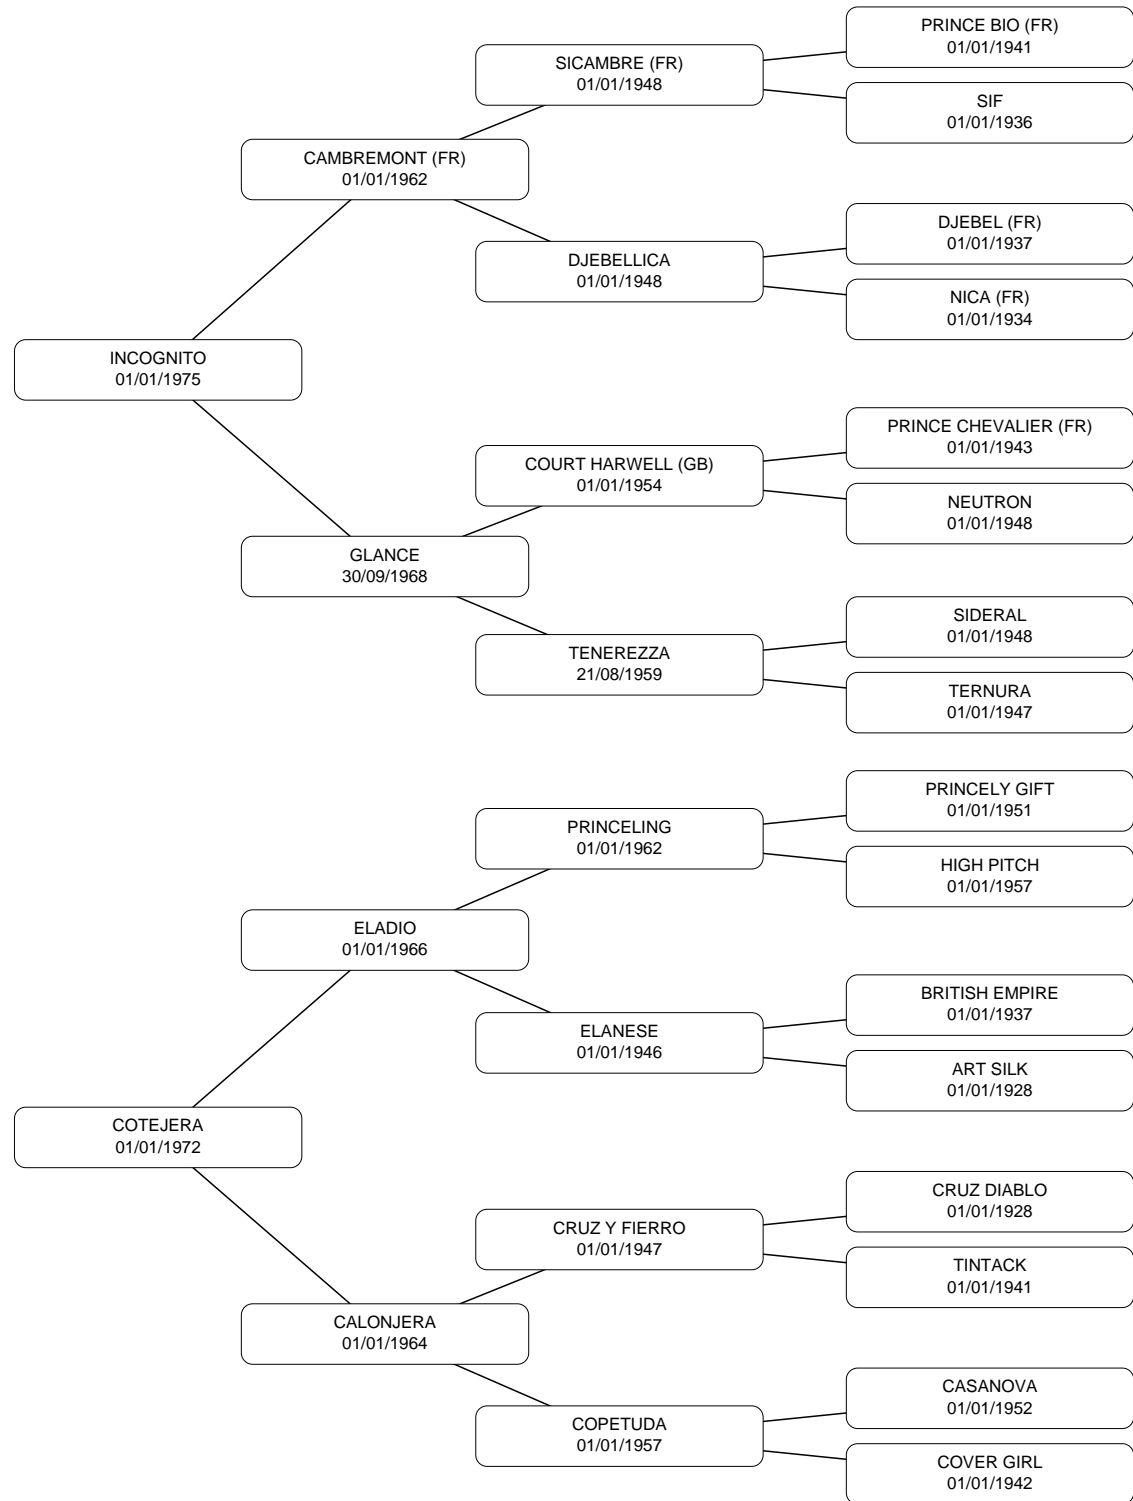 PRINCE BIO (FR)
01/01/1941
SICAMBRE (FR)
01/01/1948
SIF
01/01/1936
CAMBREMONT (FR)
01/01/1962
DJEBEL (FR)
01/01/1937
DJEBELLICA
01/01/1948
NICA (FR)
01/01/1934
INCOGNITO
01/01/1975
PRINCE CHEVALIER (FR)
01/01/1943
COURT HARWELL (GB)
01/01/1954
NEUTRON
01/01/1948
GLANCE
30/09/1968
SIDERAL
01/01/1948
TENEREZZA
21/08/1959
TERNURA
01/01/1947
PRINCELY GIFT
01/01/1951
PRINCELING
01/01/1962
HIGH PITCH
01/01/1957
ELADIO
01/01/1966
BRITISH EMPIRE
01/01/1937
ELANESE
01/01/1946
ART SILK
01/01/1928
COTEJERA
01/01/1972
CRUZ DIABLO
01/01/1928
CRUZ Y FIERRO
01/01/1947
TINTACK
01/01/1941
CALONJERA
01/01/1964
CASANOVA
01/01/1952
COPETUDA
01/01/1957
COVER GIRL
01/01/1942